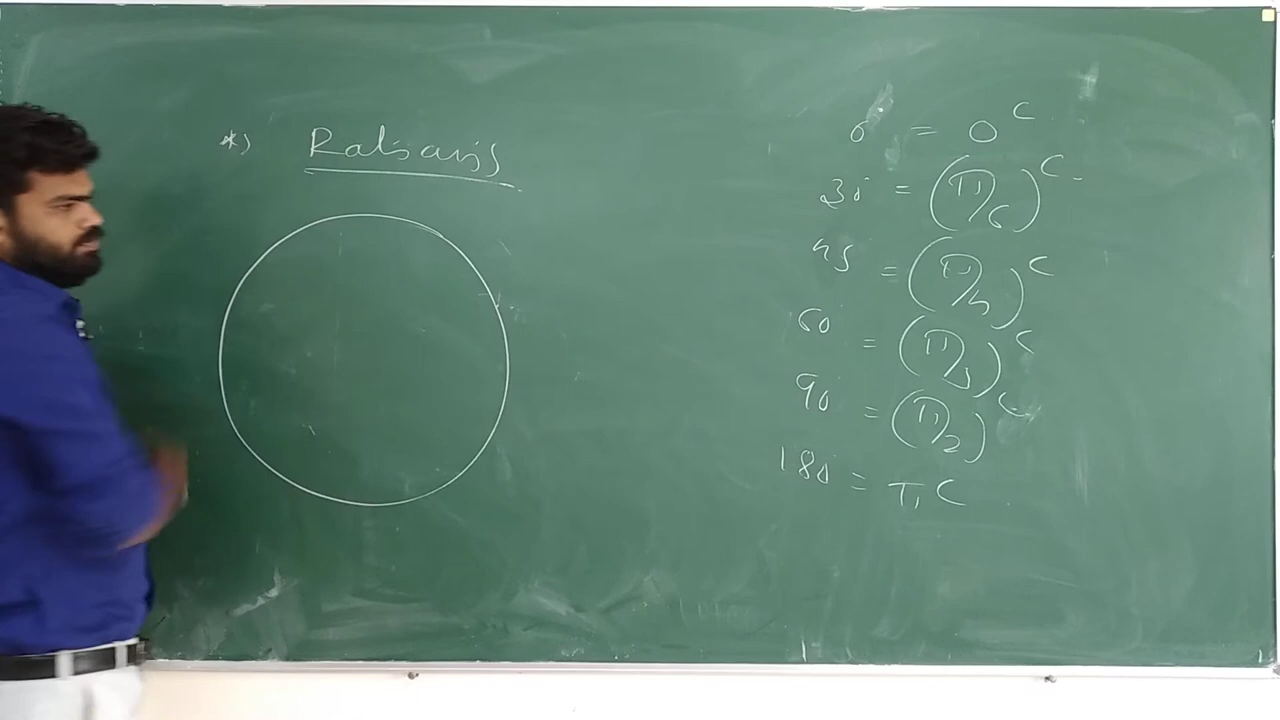 *) Radians
0° = 0^C
30° = (π/6)^C
45 = (π/4)^C
60 = (π/3)^C
90 = (π/2)^C
180 = π^C